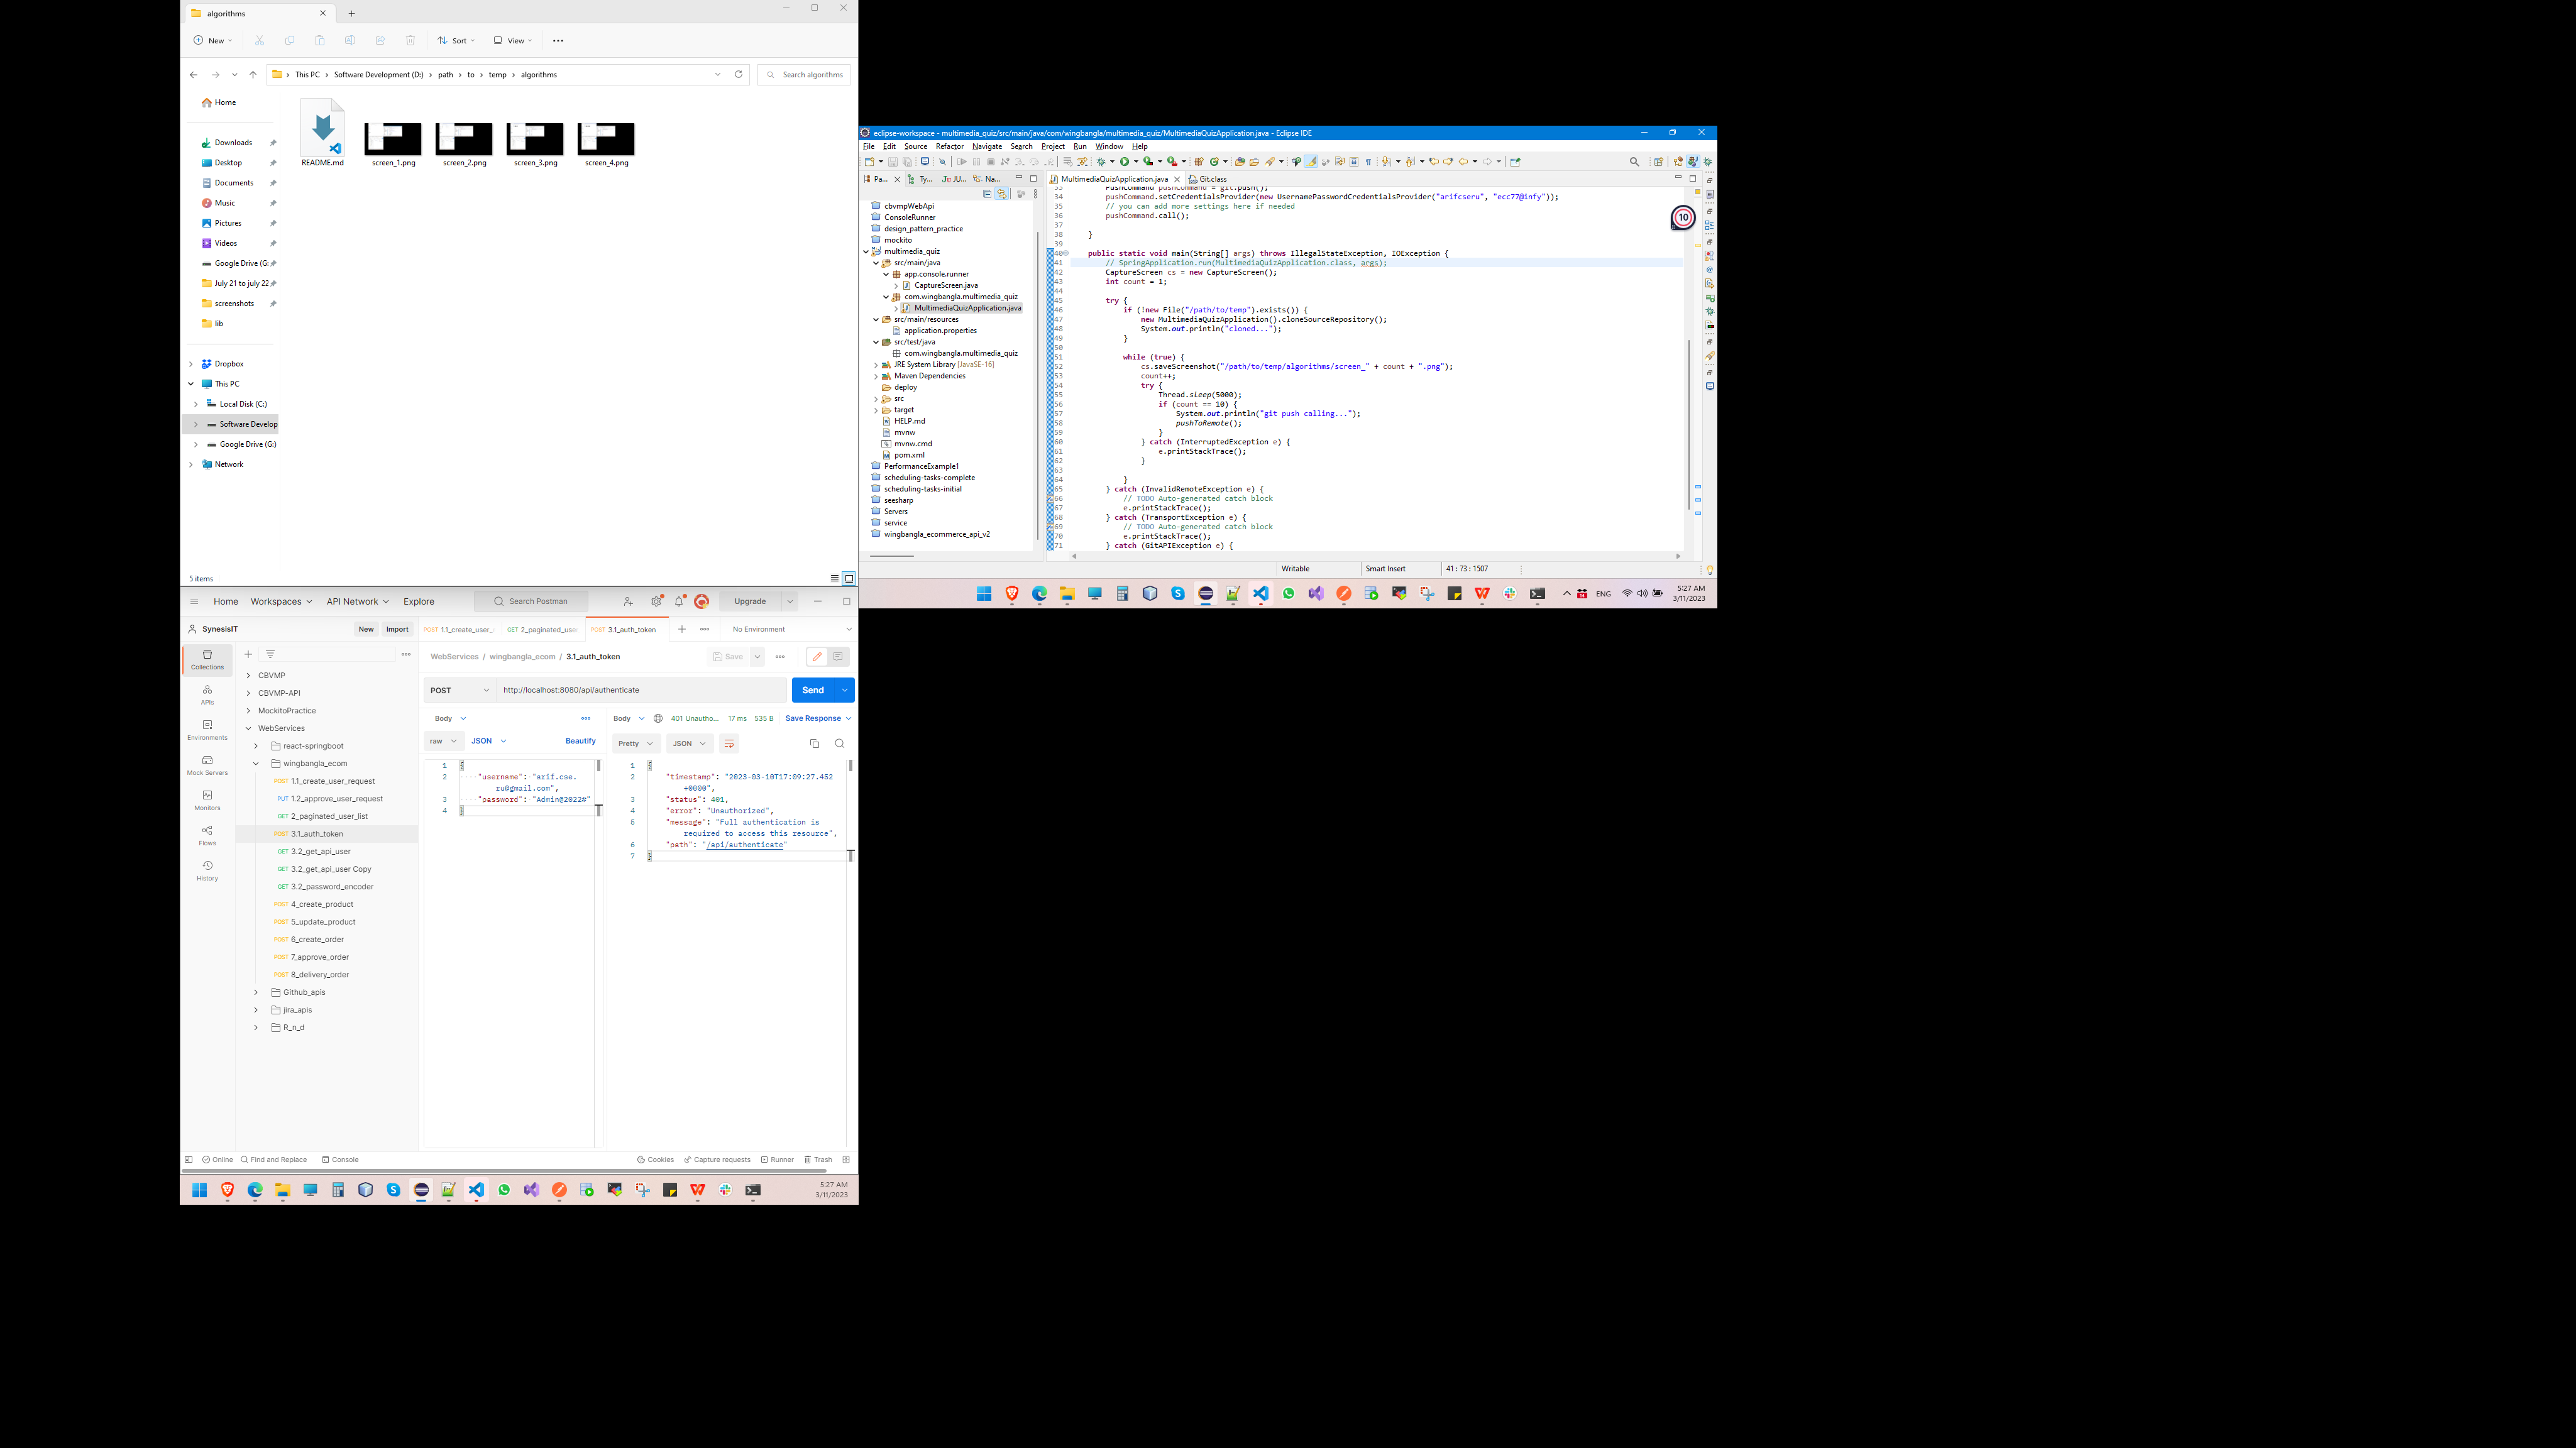 algorithms
New
Sort
View
This PC
Software Development (D:)
path
to
temp
algorithms
Search algorithms
Home
Downloads
Desktop
Documents
Music
Pictures
Videos
Google Drive (G:
July 21 to july 22
screenshots
lib
Dropbox
This PC
Local Disk (C:)
Software Develop
Google Drive (G:)
Network
README.md
screen_1.png
screen_2.png
screen_3.png
screen_4.png
5 items
eclipse-workspace - multimedia_quiz/src/main/java/com/wingbangla/multimedia_quiz/MultimediaQuizApplication.java - Eclipse IDE
File Edit Source Refactor Navigate Search Project Run Window Help
Pa...
Ty...
JU...
Na...
MultimediaQuizApplication.java
Git.class
cbvmpWebApi
ConsoleRunner
design_pattern_practice
mockito
multimedia_quiz
src/main/java
app.console.runner
CaptureScreen.java
com.wingbangla.multimedia_quiz
MultimediaQuizApplication.java
src/main/resources
application.properties
src/test/java
com.wingbangla.multimedia_quiz
JRE System Library [JavaSE-16]
Maven Dependencies
deploy
src
target
HELP.md
mvnw
mvnw.cmd
pom.xml
PerformanceExample1
scheduling-tasks-complete
scheduling-tasks-initial
seesharp
Servers
service
wingbangla_ecommerce_api_v2
33 PushCommand pushCommand = git.push();
34 pushCommand.setCredentialsProvider(new UsernamePasswordCredentialsProvider("arifcseru", "ecc77@infy"));
35 // you can add more settings here if needed
36 pushCommand.call();
37
38 }
39
40 public static void main(String[] args) throws IllegalStateException, IOException {
41 // SpringApplication.run(MultimediaQuizApplication.class, args);
42 CaptureScreen cs = new CaptureScreen();
43 int count = 1;
44
45 try {
46 if (!new File("/path/to/temp").exists()) {
47 new MultimediaQuizApplication().cloneSourceRepository();
48 System.out.println("cloned...");
49 }
50
51 while (true) {
52 cs.saveScreenshot("/path/to/temp/algorithms/screen_" + count + ".png");
53 count++;
54 try {
55 Thread.sleep(5000);
56 if (count == 10) {
57 System.out.println("git push calling...");
58 pushToRemote();
59 }
60 } catch (InterruptedException e) {
61 e.printStackTrace();
62 }
63
64 }
65 } catch (InvalidRemoteException e) {
66 // TODO Auto-generated catch block
67 e.printStackTrace();
68 } catch (TransportException e) {
69 // TODO Auto-generated catch block
70 e.printStackTrace();
71 } catch (GitAPIException e) {
10
Writable
Smart Insert
41 : 73 : 1507
ENG
5:27 AM
3/11/2023
Home
Workspaces
API Network
Explore
Search Postman
Upgrade
SynesisIT
New
Import
POST 1.1_create_user_
GET 2_paginated_user
POST 3.1_auth_token
No Environment
Collections
APIs
Environments
Mock Servers
Monitors
Flows
History
CBVMP
CBVMP-API
MockitoPractice
WebServices
react-springboot
wingbangla_ecom
POST 1.1_create_user_request
PUT 1.2_approve_user_request
GET 2_paginated_user_list
POST 3.1_auth_token
GET 3.2_get_api_user
GET 3.2_get_api_user Copy
GET 3.2_password_encoder
POST 4_create_product
POST 5_update_product
POST 6_create_order
POST 7_approve_order
POST 8_delivery_order
Github_apis
jira_apis
R_n_d
WebServices / wingbangla_ecom / 3.1_auth_token
Save
POST
http://localhost:8080/api/authenticate
Send
Body
raw
JSON
Beautify
1 {
2 "username": "arif.cse.
ru@gmail.com",
3 "password": "Admin@2022#"
4 }
Body
401 Unautho...
17 ms
535 B
Save Response
Pretty
JSON
1 {
2 "timestamp": "2023-03-10T17:09:27.452
+0000",
3 "status": 401,
4 "error": "Unauthorized",
5 "message": "Full authentication is
required to access this resource",
6 "path": "/api/authenticate"
7 }
Online
Find and Replace
Console
Cookies
Capture requests
Runner
Trash
5:27 AM
3/11/2023